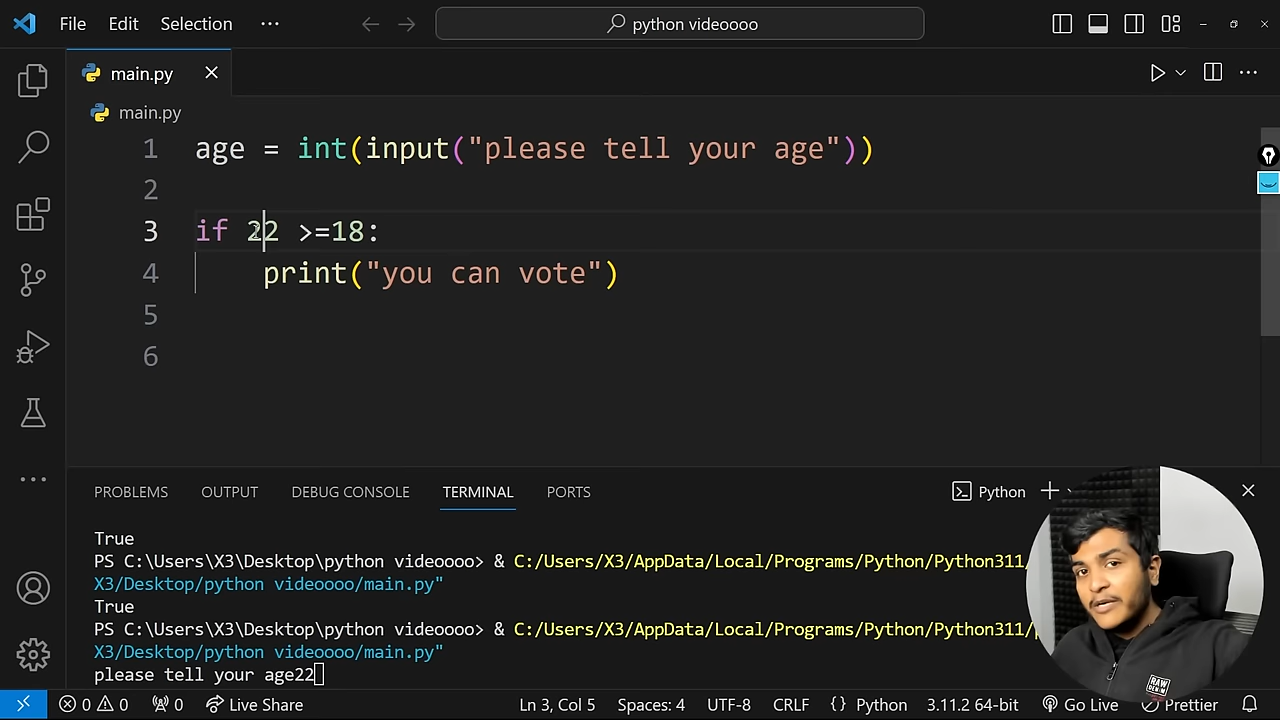 File Edit Selection ···
python videoooo
main.py
main.py
1 age = int(input("please tell your age"))
2
3 if 22 >=18:
4 print("you can vote")
5
6
PROBLEMS OUTPUT DEBUG CONSOLE TERMINAL PORTS
Python
True
PS C:\Users\X3\Desktop\python videoooo> & C:/Users/X3/AppData/Local/Programs/Python/Python311/
X3/Desktop/python videoooo/main.py"
True
PS C:\Users\X3\Desktop\python videoooo> & C:/Users/X3/AppData/Local/Programs/Python/Python311/
X3/Desktop/python videoooo/main.py"
please tell your age22
0 0 0 Live Share Ln 3, Col 5 Spaces: 4 UTF-8 CRLF {} Python 3.11.2 64-bit Go Live Prettier
RAW